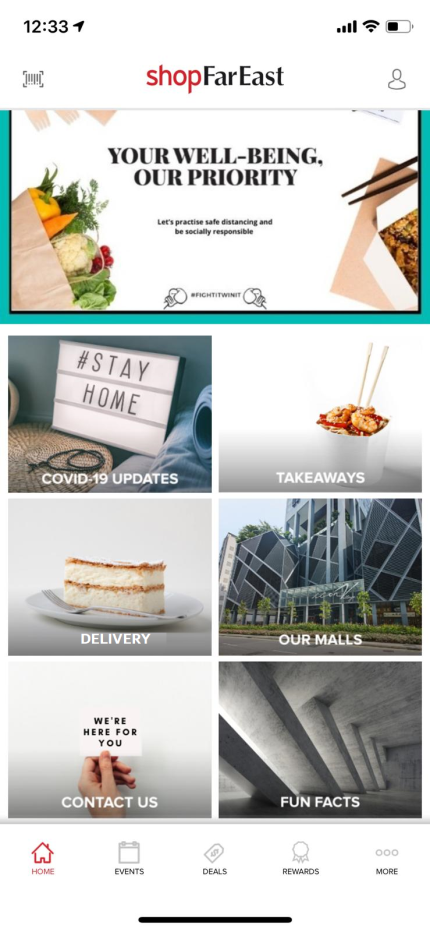 12:33
shopFarEast
YOUR WELL-BEING,
OUR PRIORITY
Let's practise safe distancing and
be socially responsible
#FIGHTITWINIT
#STAY
HOME
COVID-19 UPDATES
TAKEAWAYS
DELIVERY
OUR MALLS
WE'RE
HERE FOR
YOU
CONTACT US
FUN FACTS
HOME
EVENTS
DEALS
REWARDS
MORE